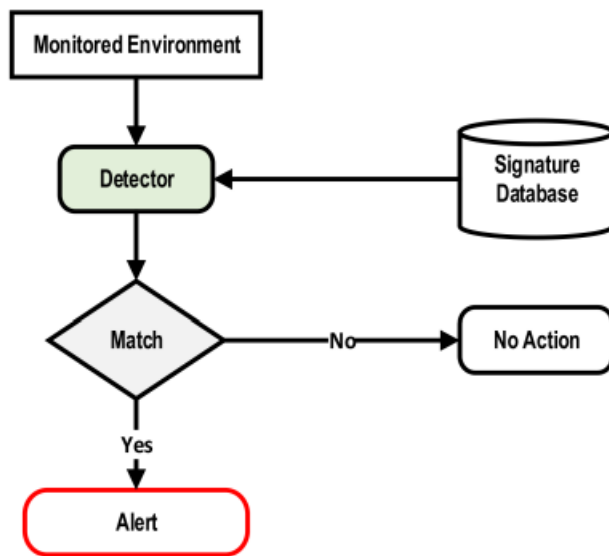 Monitored Environment
Detector
Signature
Database
Match
No
No Action
Yes
Alert